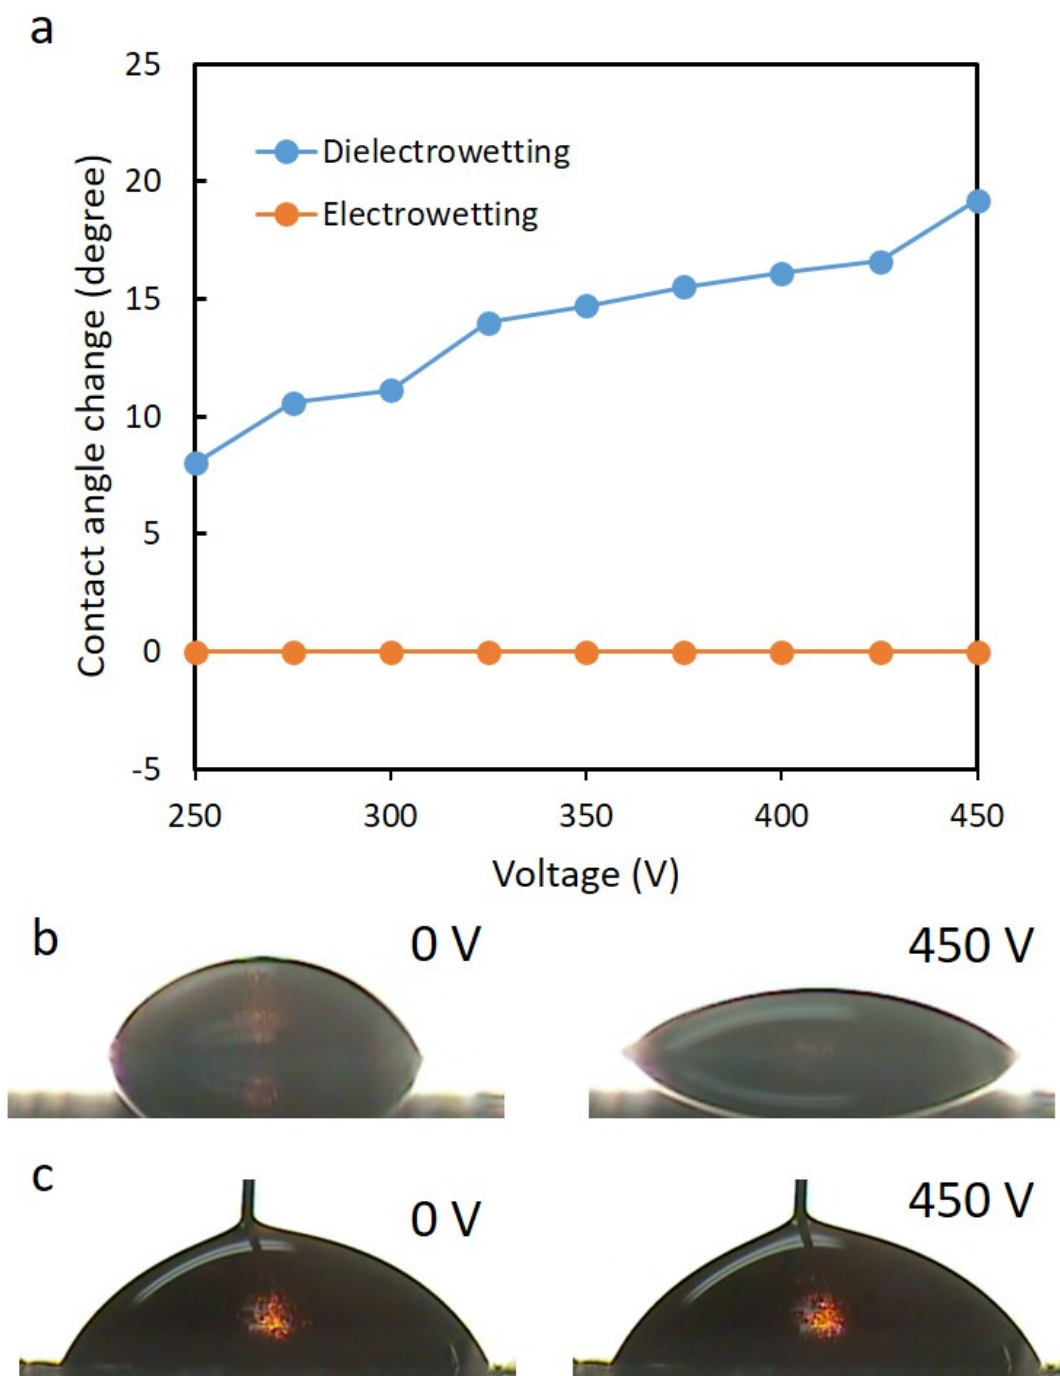 a
25
20
15
10
5
0
-5
Contact angle change (degree)
Dielectrowetting
Electrowetting
250 300 350 400 450
Voltage (V)
b
0 V
450 V
c
0 V
450 V